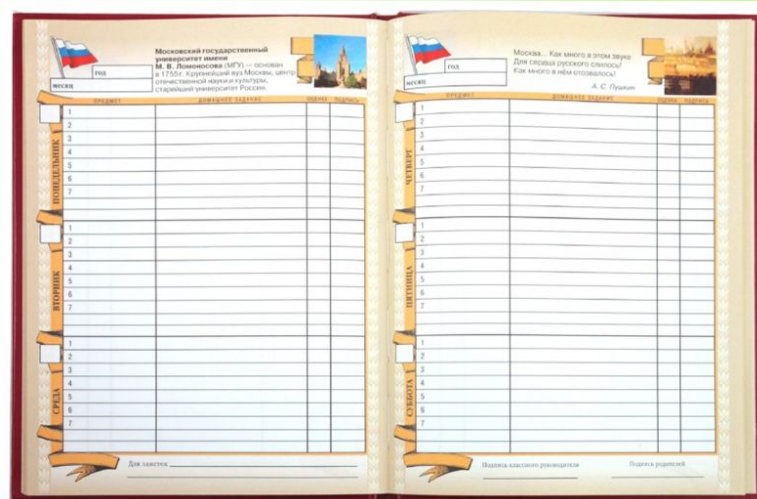 Московский государственный
университет имени
М. В. Ломоносова (МГУ) — основан
в 1755г. Крупнейший вуз Москвы, центр
отечественной науки и культуры,
старейший университет России.
год
месяц
ПРЕДМЕТ ДОМАШНЕЕ ЗАДАНИЕ ОЦЕНКА ПОДПИСЬ
ПОНЕДЕЛЬНИК
1
2
3
4
5
6
7
ВТОРНИК
1
2
3
4
5
6
7
СРЕДА
1
2
3
4
5
6
7
Для заметок
Москва... Как много в этом звуке
Для сердца русского слилось!
Как много в нём отозвалось!
А. С. Пушкин
год
месяц
ПРЕДМЕТ ДОМАШНЕЕ ЗАДАНИЕ ОЦЕНКА ПОДПИСЬ
ЧЕТВЕРГ
1
2
3
4
5
6
7
ПЯТНИЦА
1
2
3
4
5
6
7
СУББОТА
1
2
3
4
5
6
7
Подпись классного руководителя Подпись родителей